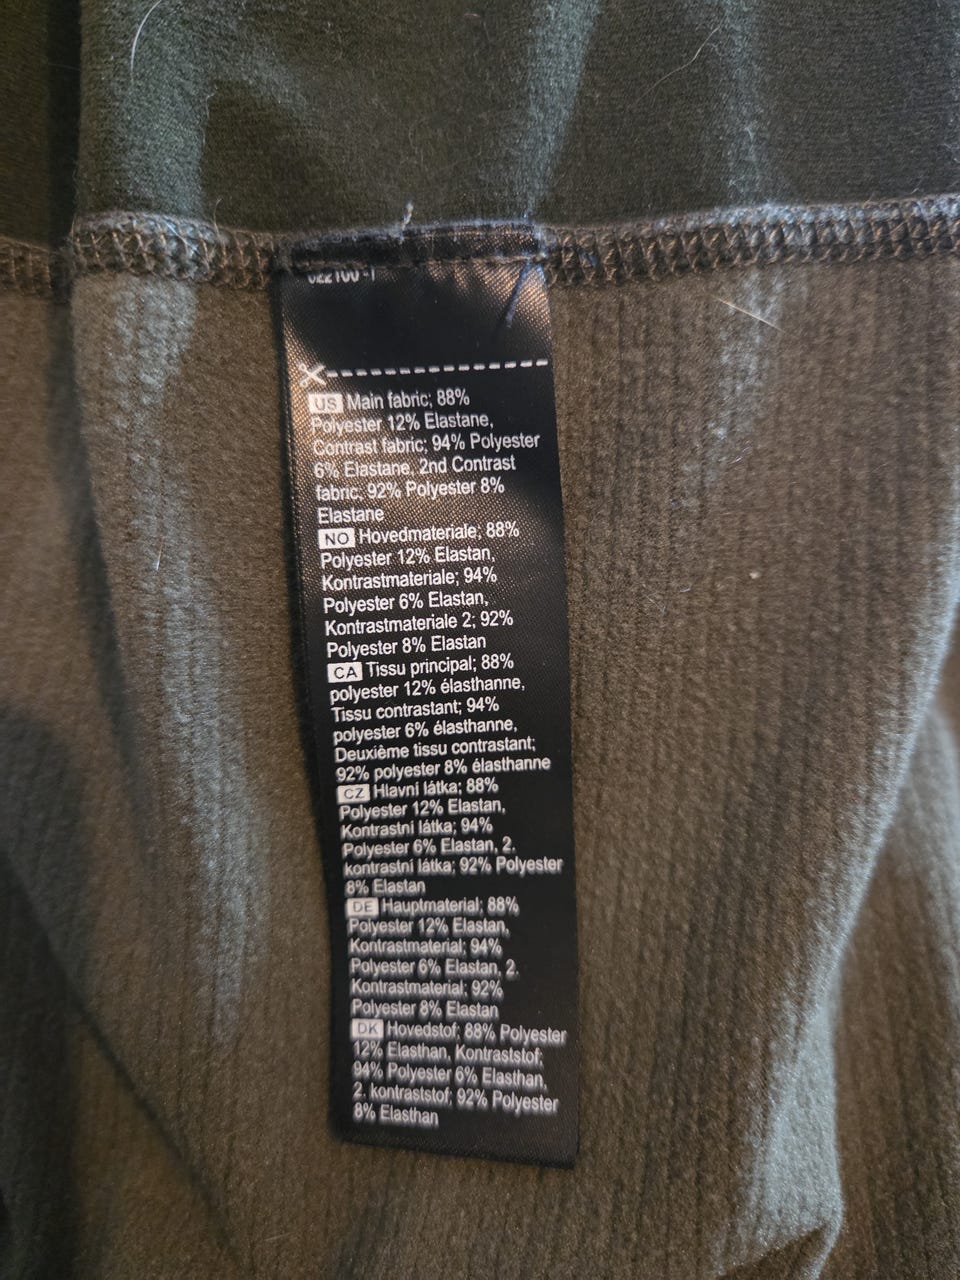 US Main fabric; 88%
Polyester 12% Elastane,
Contrast fabric; 94% Polyester
6% Elastane, 2nd Contrast
fabric; 92% Polyester 8%
Elastane
NO Hovedmateriale; 88%
Polyester 12% Elastan,
Kontrastmateriale; 94%
Polyester 6% Elastan,
Kontrastmateriale 2; 92%
Polyester 8% Elastan
CA Tissu principal; 88%
polyester 12% élasthanne,
Tissu contrastant; 94%
polyester 6% élasthanne,
Deuxième tissu contrastant;
92% polyester 8% élasthanne
CZ Hlavní látka; 88%
Polyester 12% Elastan,
Kontrastní látka; 94%
Polyester 6% Elastan, 2.
kontrastní látka; 92% Polyester
8% Elastan
DE Hauptmaterial; 88%
Polyester 12% Elastan,
Kontrastmaterial; 94%
Polyester 6% Elastan, 2.
Kontrastmaterial; 92%
Polyester 8% Elastan
DK Hovedstof; 88% Polyester
12% Elasthan, Kontraststof;
94% Polyester 6% Elasthan,
2. kontraststof; 92% Polyester
8% Elasthan